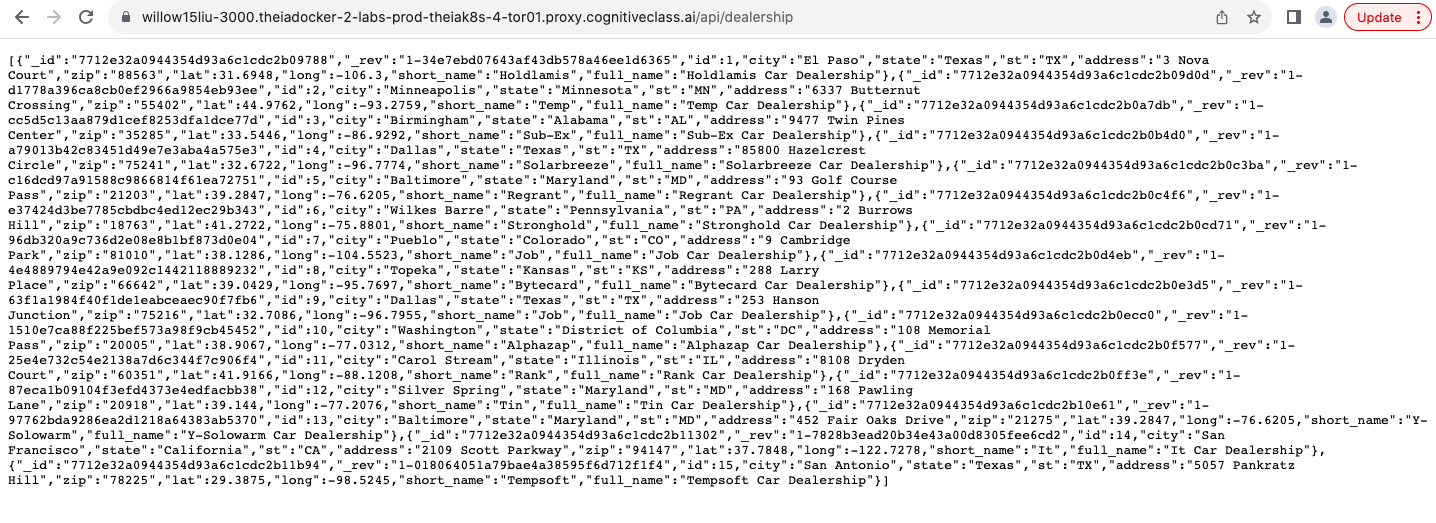 willow15liu-3000.theiadocker-2-labs-prod-theiak8s-4-tor01.proxy.cognitiveclass.ai/api/dealership
Update
[{"_id":"7712e32a0944354d93a6c1cdc2b09788","_rev":"1-34e7ebd07643af43db578a46ee1d6365","id":1,"city":"El Paso","state":"Texas","st":"TX","address":"3 Nova
Court","zip":"88563","lat":31.6948,"long":-106.3,"short_name":"Holdlamis","full_name":"Holdlamis Car Dealership"},{"_id":"7712e32a0944354d93a6c1cdc2b09d0d","_rev":"1-
d1778a396ca8cb0ef2966a9854eb93ee","id":2,"city":"Minneapolis","state":"Minnesota","st":"MN","address":"6337 Butternut
Crossing","zip":"55402","lat":44.9762,"long":-93.2759,"short_name":"Temp","full_name":"Temp Car Dealership"},{"_id":"7712e32a0944354d93a6c1cdc2b0a7db","_rev":"1-
cc5d5c13aa879d1cef8253dfa1dce77d","id":3,"city":"Birmingham","state":"Alabama","st":"AL","address":"9477 Twin Pines
Center","zip":"35285","lat":33.5446,"long":-86.9292,"short_name":"Sub-Ex","full_name":"Sub-Ex Car Dealership"},{"_id":"7712e32a0944354d93a6c1cdc2b0b4d0","_rev":"1-
a79013b42c83451d49e7e3aba4a575e3","id":4,"city":"Dallas","state":"Texas","st":"TX","address":"85800 Hazelcrest
Circle","zip":"75241","lat":32.6722,"long":-96.7774,"short_name":"Solarbreeze","full_name":"Solarbreeze Car Dealership"},{"_id":"7712e32a0944354d93a6c1cdc2b0c3ba","_rev":"1-
c16dcd97a91588c9866814f61ea72751","id":5,"city":"Baltimore","state":"Maryland","st":"MD","address":"93 Golf Course
Pass","zip":"21203","lat":39.2847,"long":-76.6205,"short_name":"Regrant","full_name":"Regrant Car Dealership"},{"_id":"7712e32a0944354d93a6c1cdc2b0c4f6","_rev":"1-
e37424d3be7785cbdbc4ed12ec29b343","id":6,"city":"Wilkes Barre","state":"Pennsylvania","st":"PA","address":"2 Burrows
Hill","zip":"18763","lat":41.2722,"long":-75.8801,"short_name":"Stronghold","full_name":"Stronghold Car Dealership"},{"_id":"7712e32a0944354d93a6c1cdc2b0cd71","_rev":"1-
96db320a9c736d2e08e8b1bf873d0e04","id":7,"city":"Pueblo","state":"Colorado","st":"CO","address":"9 Cambridge
Park","zip":"81010","lat":38.1286,"long":-104.5523,"short_name":"Job","full_name":"Job Car Dealership"},{"_id":"7712e32a0944354d93a6c1cdc2b0d4eb","_rev":"1-
4e4889794e42a9e092c1442118889232","id":8,"city":"Topeka","state":"Kansas","st":"KS","address":"288 Larry
Place","zip":"66642","lat":39.0429,"long":-95.7697,"short_name":"Bytecard","full_name":"Bytecard Car Dealership"},{"_id":"7712e32a0944354d93a6c1cdc2b0e3d5","_rev":"1-
63f1a1984f40f1de1eabceaec90f7fb6","id":9,"city":"Dallas","state":"Texas","st":"TX","address":"253 Hanson
Junction","zip":"75216","lat":32.7086,"long":-96.7955,"short_name":"Job","full_name":"Job Car Dealership"},{"_id":"7712e32a0944354d93a6c1cdc2b0ecc0","_rev":"1-
1510e7ca88f225bef573a98f9cb45452","id":10,"city":"Washington","state":"District of Columbia","st":"DC","address":"108 Memorial
Pass","zip":"20005","lat":38.9067,"long":-77.0312,"short_name":"Alphazap","full_name":"Alphazap Car Dealership"},{"_id":"7712e32a0944354d93a6c1cdc2b0f577","_rev":"1-
25e4e732c54e2138a7d6c344f7c906f4","id":11,"city":"Carol Stream","state":"Illinois","st":"IL","address":"8108 Dryden
Court","zip":"60351","lat":41.9166,"long":-88.1208,"short_name":"Rank","full_name":"Rank Car Dealership"},{"_id":"7712e32a0944354d93a6c1cdc2b0ff3e","_rev":"1-
87eca1b09104f3efd4373e4edfacbb38","id":12,"city":"Silver Spring","state":"Maryland","st":"MD","address":"168 Pawling
Lane","zip":"20918","lat":39.144,"long":-77.2076,"short_name":"Tin","full_name":"Tin Car Dealership"},{"_id":"7712e32a0944354d93a6c1cdc2b10e61","_rev":"1-
97762bda9286ea2d1218a64383ab5370","id":13,"city":"Baltimore","state":"Maryland","st":"MD","address":"452 Fair Oaks Drive","zip":"21275","lat":39.2847,"long":-76.6205,"short_name":"Y-
Solowarm","full_name":"Y-Solowarm Car Dealership"},{"_id":"7712e32a0944354d93a6c1cdc2b11302","_rev":"1-7828b3ead20b34e43a00d8305fee6cd2","id":14,"city":"San
Francisco","state":"California","st":"CA","address":"2109 Scott Parkway","zip":"94147","lat":37.7848,"long":-122.7278,"short_name":"It","full_name":"It Car Dealership"},
{"_id":"7712e32a0944354d93a6c1cdc2b11b94","_rev":"1-018064051a79bae4a38595f6d712f1f4","id":15,"city":"San Antonio","state":"Texas","st":"TX","address":"5057 Pankratz
Hill","zip":"78225","lat":29.3875,"long":-98.5245,"short_name":"Tempsoft","full_name":"Tempsoft Car Dealership"}]